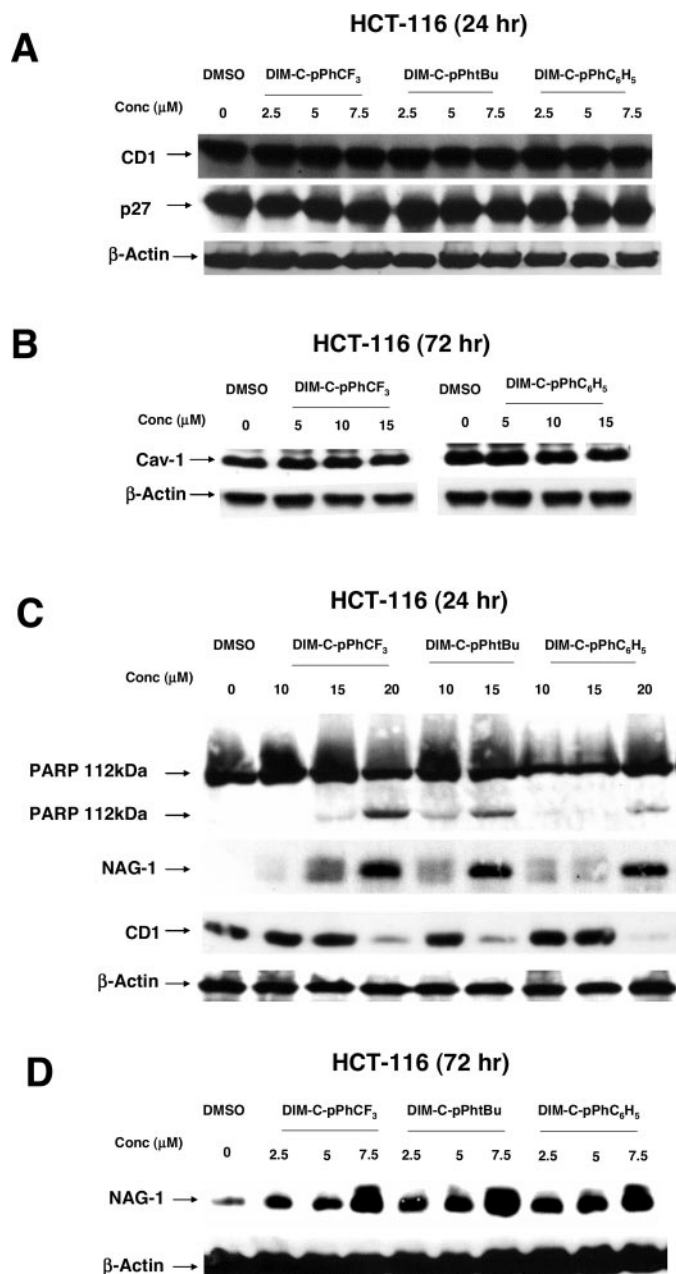 A
HCT-116 (24 hr)
DMSO DIM-C-pPhCF₃ DIM-C-pPhtBu DIM-C-pPhC₆H₅
Conc (μM) 0 2.5 5 7.5 2.5 5 7.5 2.5 5 7.5
CD1
p27
β-Actin
B
HCT-116 (72 hr)
DMSO DIM-C-pPhCF₃ DMSO DIM-C-pPhC₆H₅
Conc (μM) 0 5 10 15 0 5 10 15
Cav-1
β-Actin
C
HCT-116 (24 hr)
DMSO DIM-C-pPhCF₃ DIM-C-pPhtBu DIM-C-pPhC₆H₅
Conc (μM) 0 10 15 20 10 15 10 15 20
PARP 112kDa
PARP 112kDa
NAG-1
CD1
β-Actin
D
HCT-116 (72 hr)
DMSO DIM-C-pPhCF₃ DIM-C-pPhtBu DIM-C-pPhC₆H₅
Conc (μM) 0 2.5 5 7.5 2.5 5 7.5 2.5 5 7.5
NAG-1
β-Actin